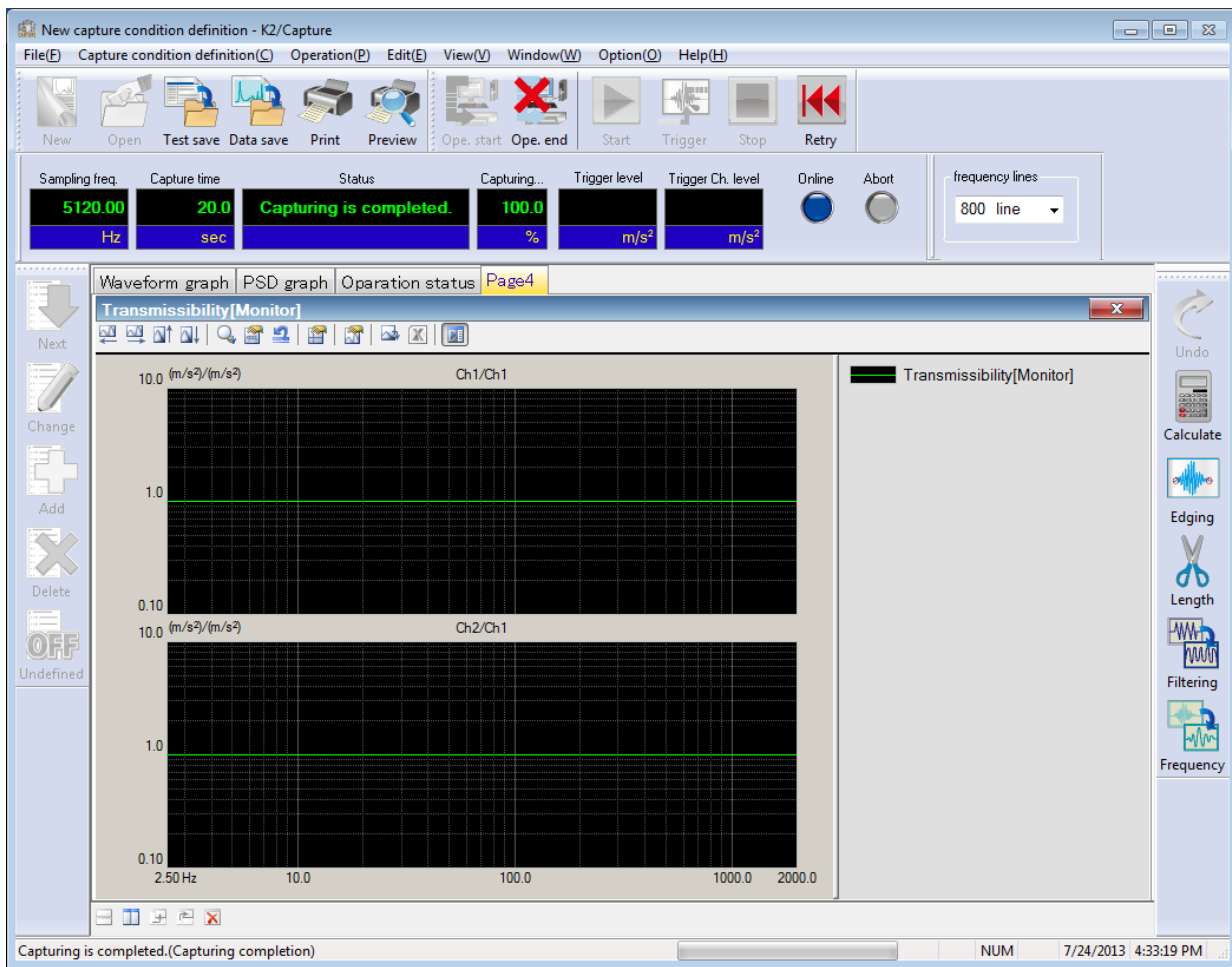 New capture condition definition - K2/Capture
File(F) Capture condition definition(C) Operation(P) Edit(E) View(V) Window(W) Option(O) Help(H)
New Open Test save Data save Print Preview Ope. start Ope. end Start Trigger Stop Retry
Sampling freq. Capture time Status Capturing... Trigger level Trigger Ch. level Online Abort frequency lines
5120.00 20.0 Capturing is completed. 100.0 800 line
Hz sec % m/s² m/s²
Waveform graph PSD graph Oparation status Page4
Transmissibility[Monitor]
Next
Change
Add
Delete
OFF
Undefined
10.0 (m/s²)/(m/s²) Ch1/Ch1
1.0
0.10
10.0 (m/s²)/(m/s²) Ch2/Ch1
1.0
0.10
2.50 Hz 10.0 100.0 1000.0 2000.0
Transmissibility[Monitor]
Undo
Calculate
Edging
Length
Filtering
Frequency
Capturing is completed.(Capturing completion) NUM 7/24/2013 4:33:19 PM